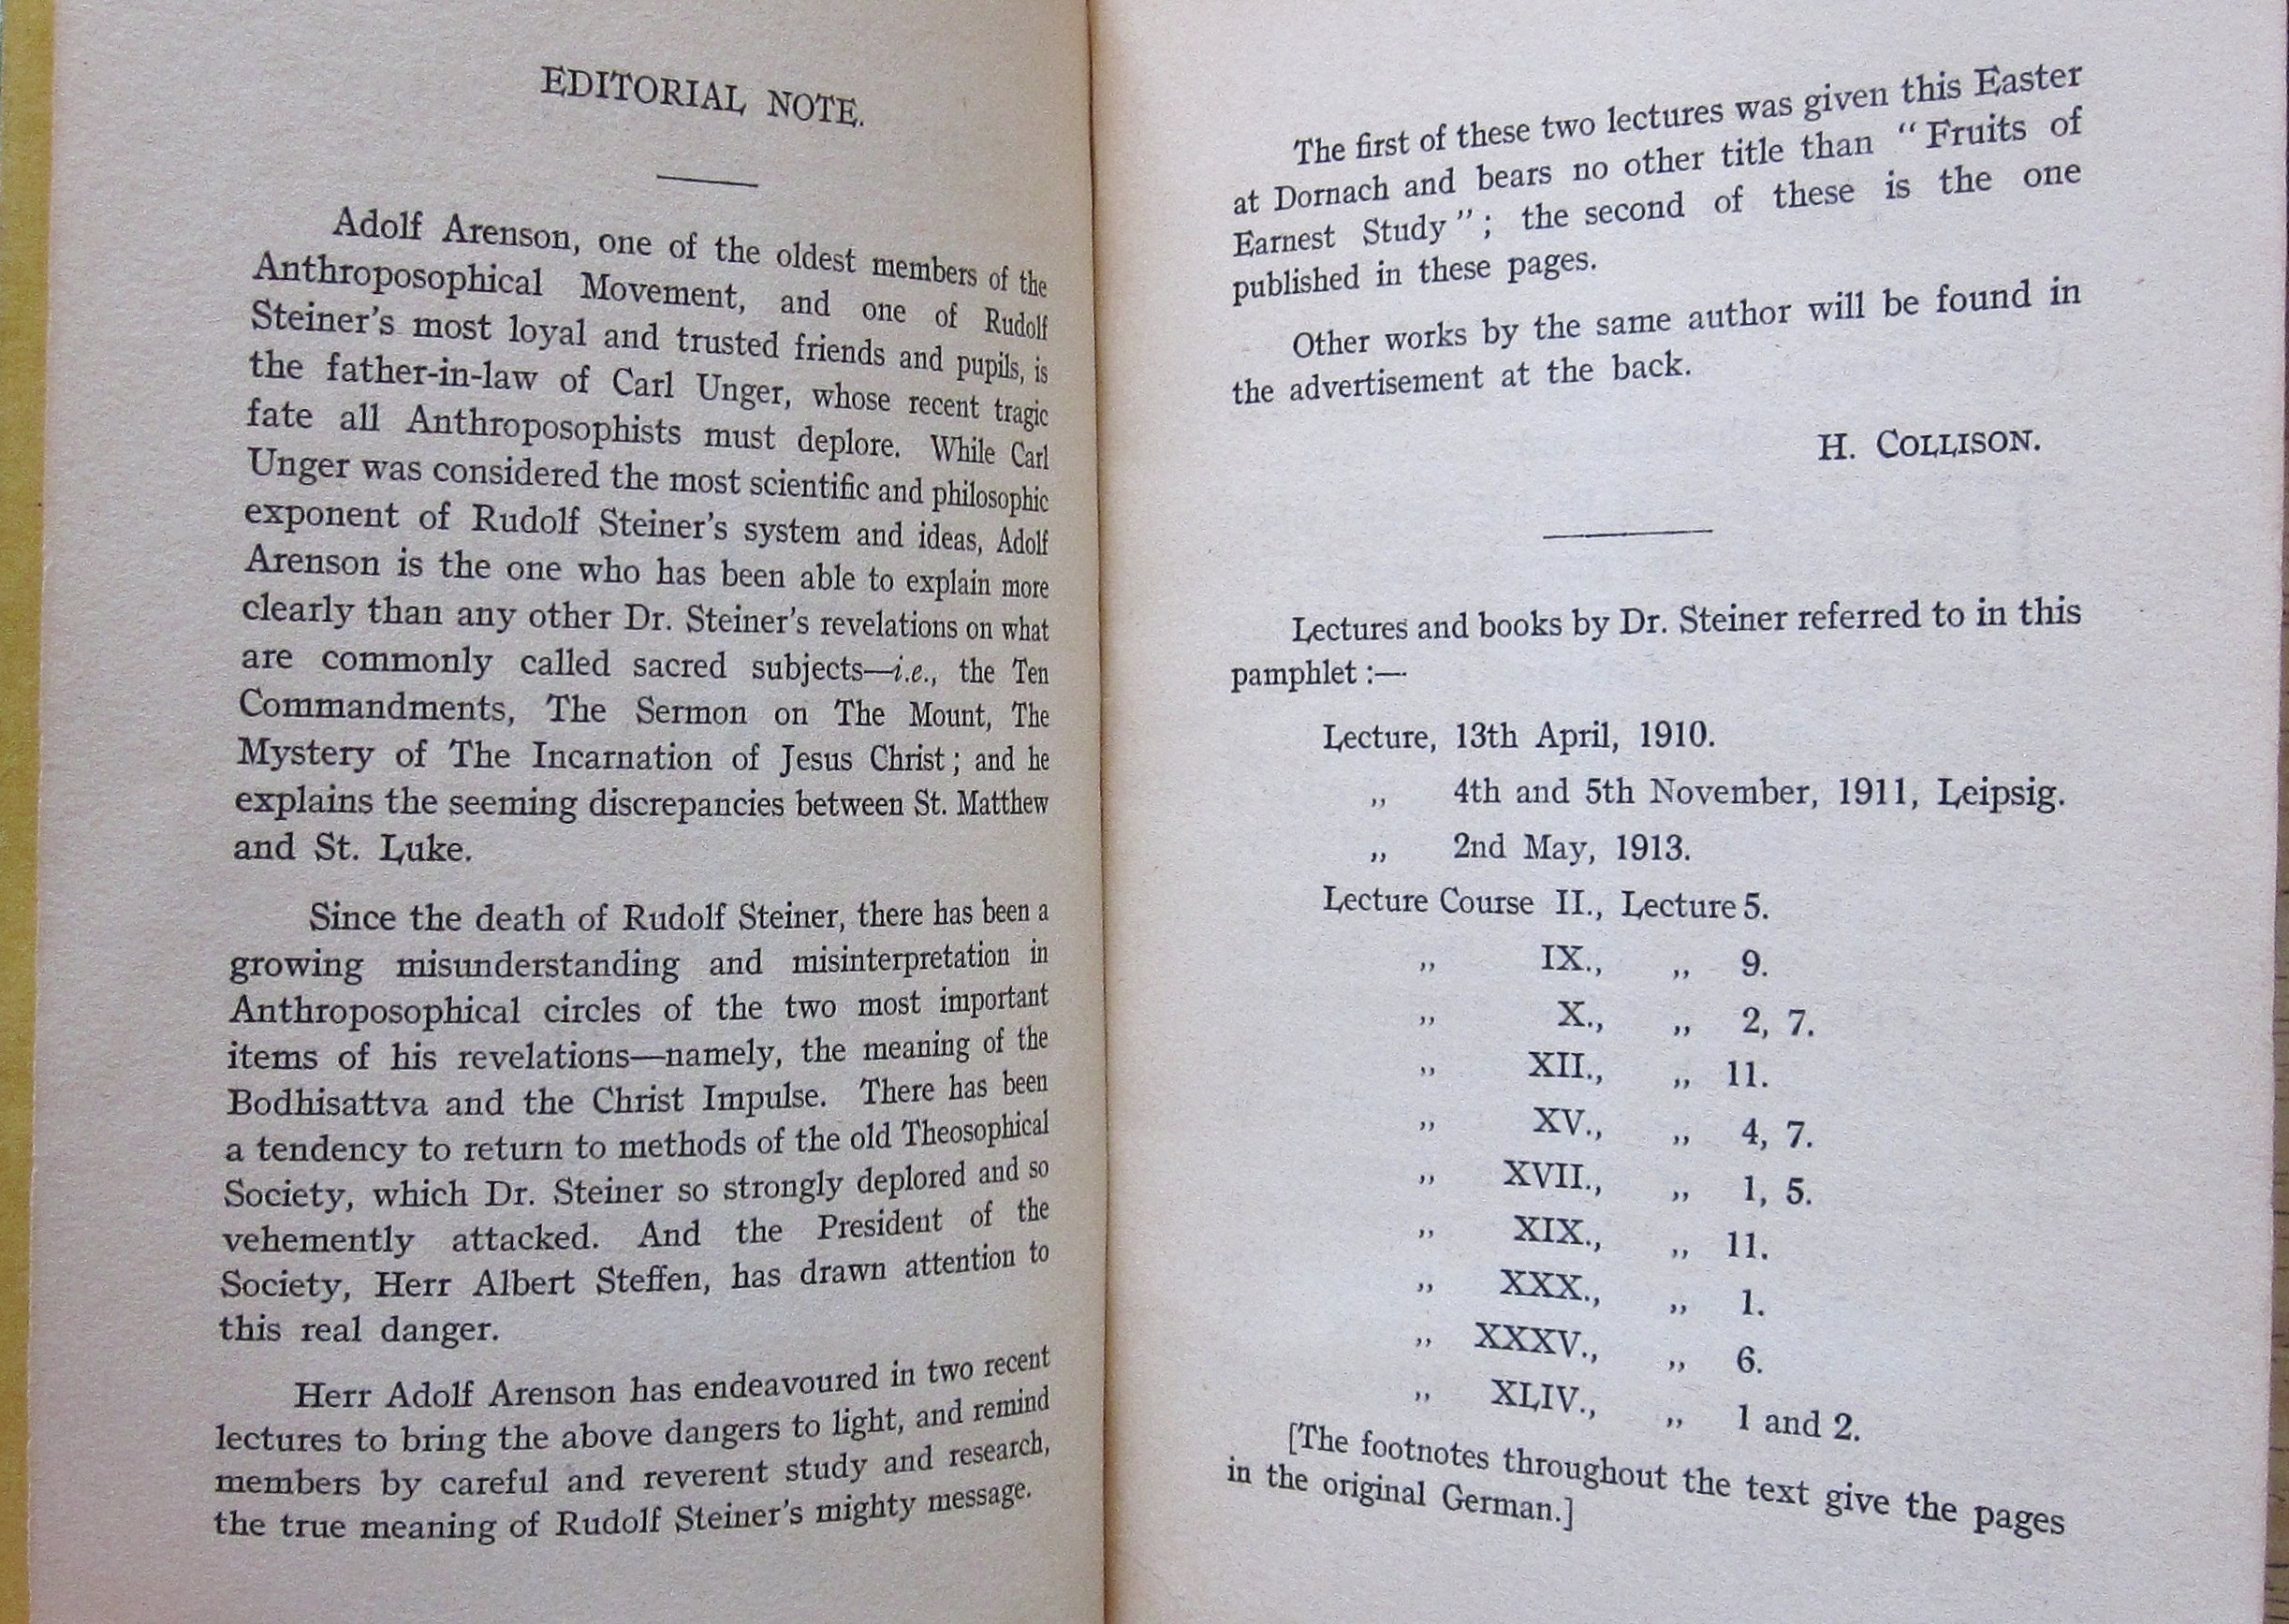 EDITORIAL NOTE.
Adolf Arenson, one of the oldest members of the
Anthroposophical Movement, and one of Rudolf
Steiner's most loyal and trusted friends and pupils, is
the father-in-law of Carl Unger, whose recent tragic
fate all Anthroposophists must deplore. While Carl
Unger was considered the most scientific and philosophic
exponent of Rudolf Steiner's system and ideas, Adolf
Arenson is the one who has been able to explain more
clearly than any other Dr. Steiner's revelations on what
are commonly called sacred subjects—i.e., the Ten
Commandments, The Sermon on The Mount, The
Mystery of The Incarnation of Jesus Christ; and he
explains the seeming discrepancies between St. Matthew
and St. Luke.
Since the death of Rudolf Steiner, there has been a
growing misunderstanding and misinterpretation in
Anthroposophical circles of the two most important
items of his revelations—namely, the meaning of the
Bodhisattva and the Christ Impulse. There has been
a tendency to return to methods of the old Theosophical
Society, which Dr. Steiner so strongly deplored and so
vehemently attacked. And the President of the
Society, Herr Albert Steffen, has drawn attention to
this real danger.
Herr Adolf Arenson has endeavoured in two recent
lectures to bring the above dangers to light, and remind
members by careful and reverent study and research,
the true meaning of Rudolf Steiner's mighty message.
The first of these two lectures was given this Easter
at Dornach and bears no other title than "Fruits of
Earnest Study"; the second of these is the one
published in these pages.
Other works by the same author will be found in
the advertisement at the back.
H. COLLISON.
Lectures and books by Dr. Steiner referred to in this
pamphlet :—
Lecture, 13th April, 1910.
,, 4th and 5th November, 1911, Leipsig.
,, 2nd May, 1913.
Lecture Course II., Lecture 5.
,, IX., ,, 9.
,, X., ,, 2, 7.
,, XII., ,, 11.
,, XV., ,, 4, 7.
,, XVII., ,, 1, 5.
,, XIX., ,, 11.
,, XXX., ,, 1.
,, XXXV., ,, 6.
,, XLIV., ,, 1 and 2.
[The footnotes throughout the text give the pages
in the original German.]